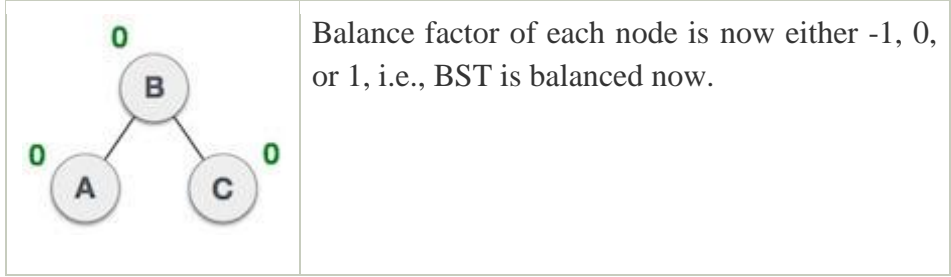 0
B
0
0
A
C
Balance factor of each node is now either -1, 0,
or 1, i.e., BST is balanced now.